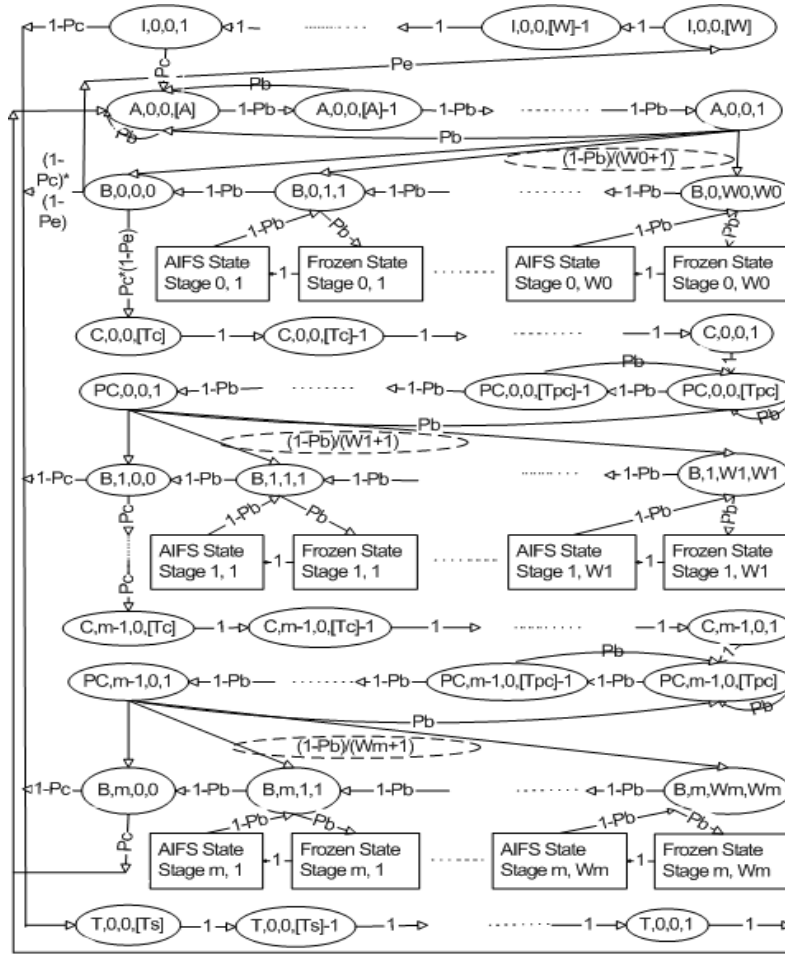 1-Pc I,0,0,1 1 1 I,0,0,[W]-1 1 I,0,0,[W]
Pc Pe
Pb
A,0,0,[A] 1-Pb A,0,0,[A]-1 1-Pb 1-Pb A,0,0,1
Pb Pb
(1-Pc)*(1-Pe) (1-Pb)/(W0+1)
B,0,0,0 1-Pb B,0,1,1 1-Pb 1-Pb B,0,W0,W0
Pc*(1-Pe) 1-Pb Pb 1-Pb Pb
AIFS State Frozen State AIFS State Frozen State
Stage 0, 1 1 Stage 0, 1 Stage 0, W0 1 Stage 0, W0
C,0,0,[Tc] 1 C,0,0,[Tc]-1 1 1 C,0,0,1
Pb 1
PC,0,0,1 1-Pb 1-Pb PC,0,0,[Tpc]-1 1-Pb PC,0,0,[Tpc]
Pb Pb
(1-Pb)/(W1+1)
1-Pc B,1,0,0 1-Pb B,1,1,1 1-Pb 1-Pb B,1,W1,W1
Pc 1-Pb Pb 1-Pb Pb
AIFS State Frozen State AIFS State Frozen State
Stage 1, 1 1 Stage 1, 1 Stage 1, W1 1 Stage 1, W1
Pc
C,m-1,0,[Tc] 1 C,m-1,0,[Tc]-1 1 1 C,m-1,0,1
Pb 1
PC,m-1,0,1 1-Pb 1-Pb PC,m-1,0,[Tpc]-1 1-Pb PC,m-1,0,[Tpc]
Pb Pb
(1-Pb)/(Wm+1)
1-Pc B,m,0,0 1-Pb B,m,1,1 1-Pb 1-Pb B,m,Wm,Wm
Pc 1-Pb Pb 1-Pb Pb
AIFS State Frozen State AIFS State Frozen State
Stage m, 1 1 Stage m, 1 Stage m, Wm 1 Stage m, Wm
T,0,0,[Ts] 1 T,0,0,[Ts]-1 1 1 T,0,0,1 1